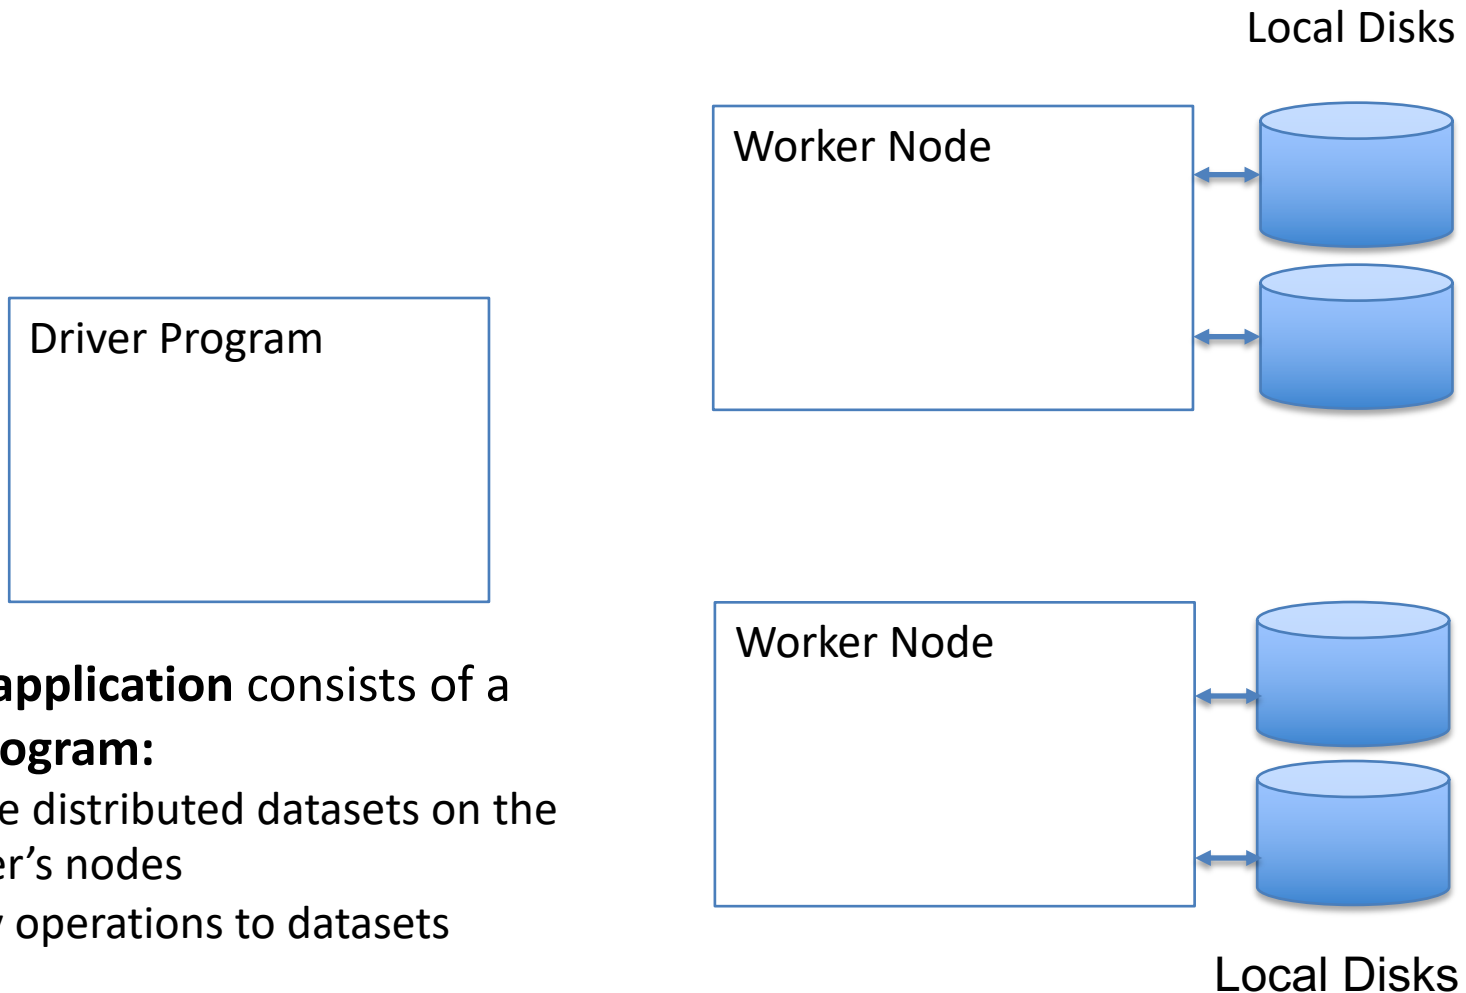 Local Disks
Worker Node
Driver Program
Worker Node
application consists of a
ogram:
e distributed datasets on the
er’s nodes
operations to datasets
Local Disks